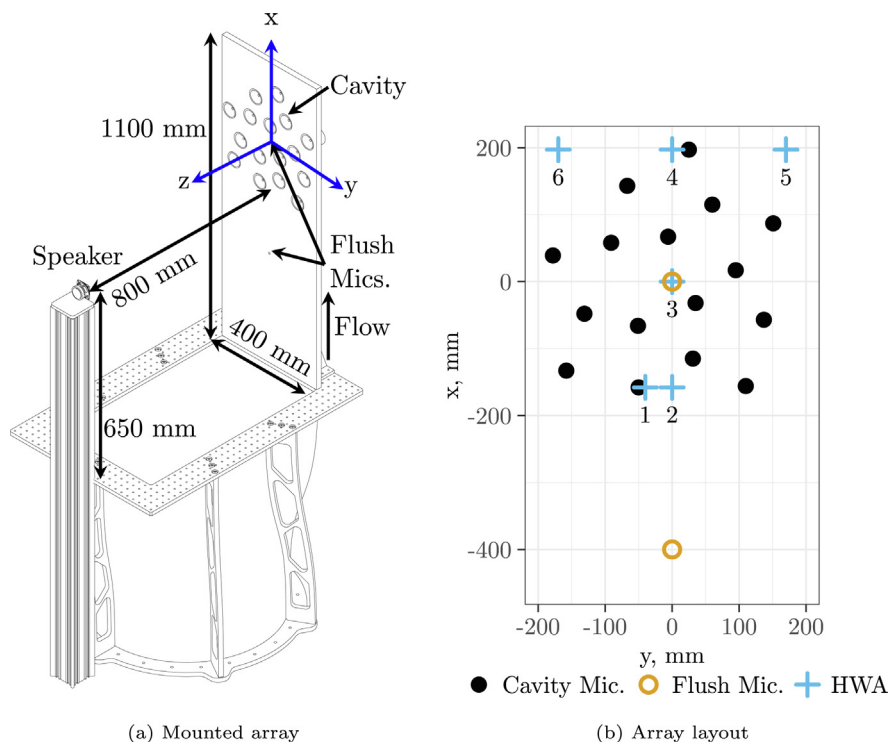 x
Cavity
1100 mm
z
y
Speaker
800 mm
Flush
Mics.
Flow
400 mm
650 mm
(a) Mounted array
x, mm
200
0
-200
-400
6
4
5
3
1
2
-200
-100
0
100
200
y, mm
Cavity Mic.
Flush Mic.
HWA
(b) Array layout